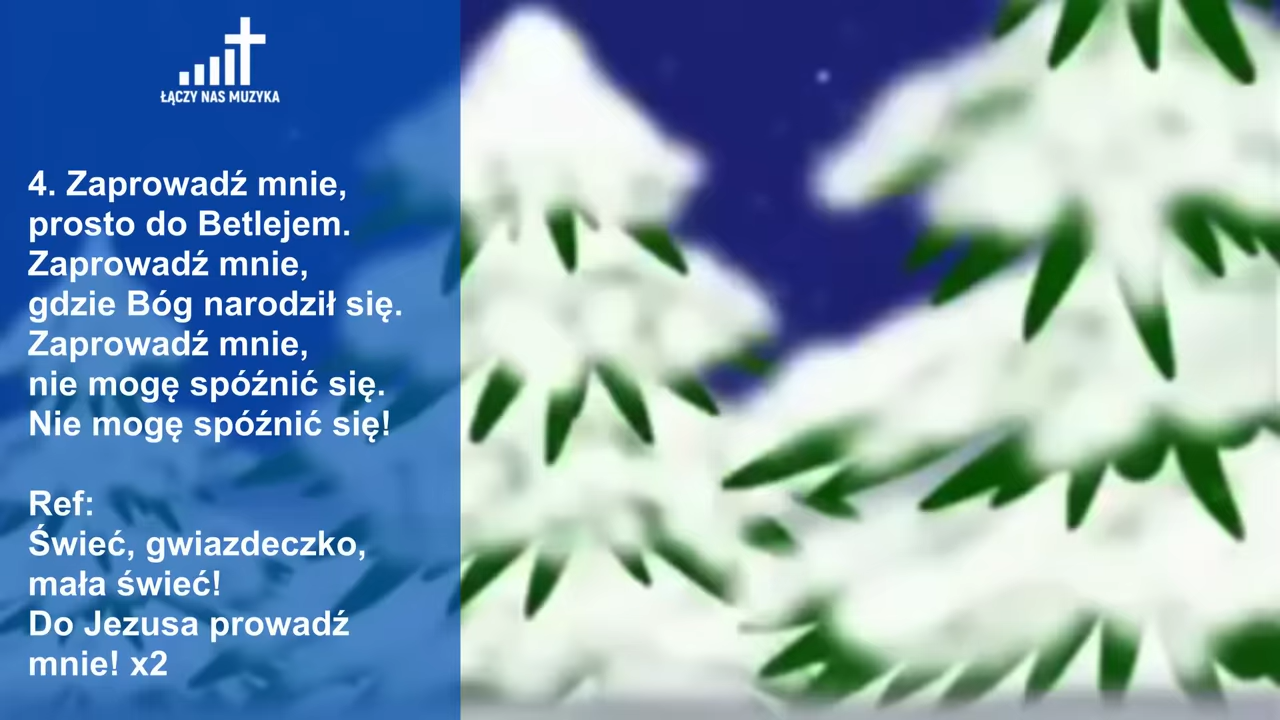 ŁĄCZY NAS MUZYKA
4. Zaprowadź mnie,
prosto do Betlejem.
Zaprowadź mnie,
gdzie Bóg narodził się.
Zaprowadź mnie,
nie mogę spóźnić się.
Nie mogę spóźnić się!
Ref:
Świeć, gwiazdeczko,
mała świeć!
Do Jezusa prowadź
mnie! x2